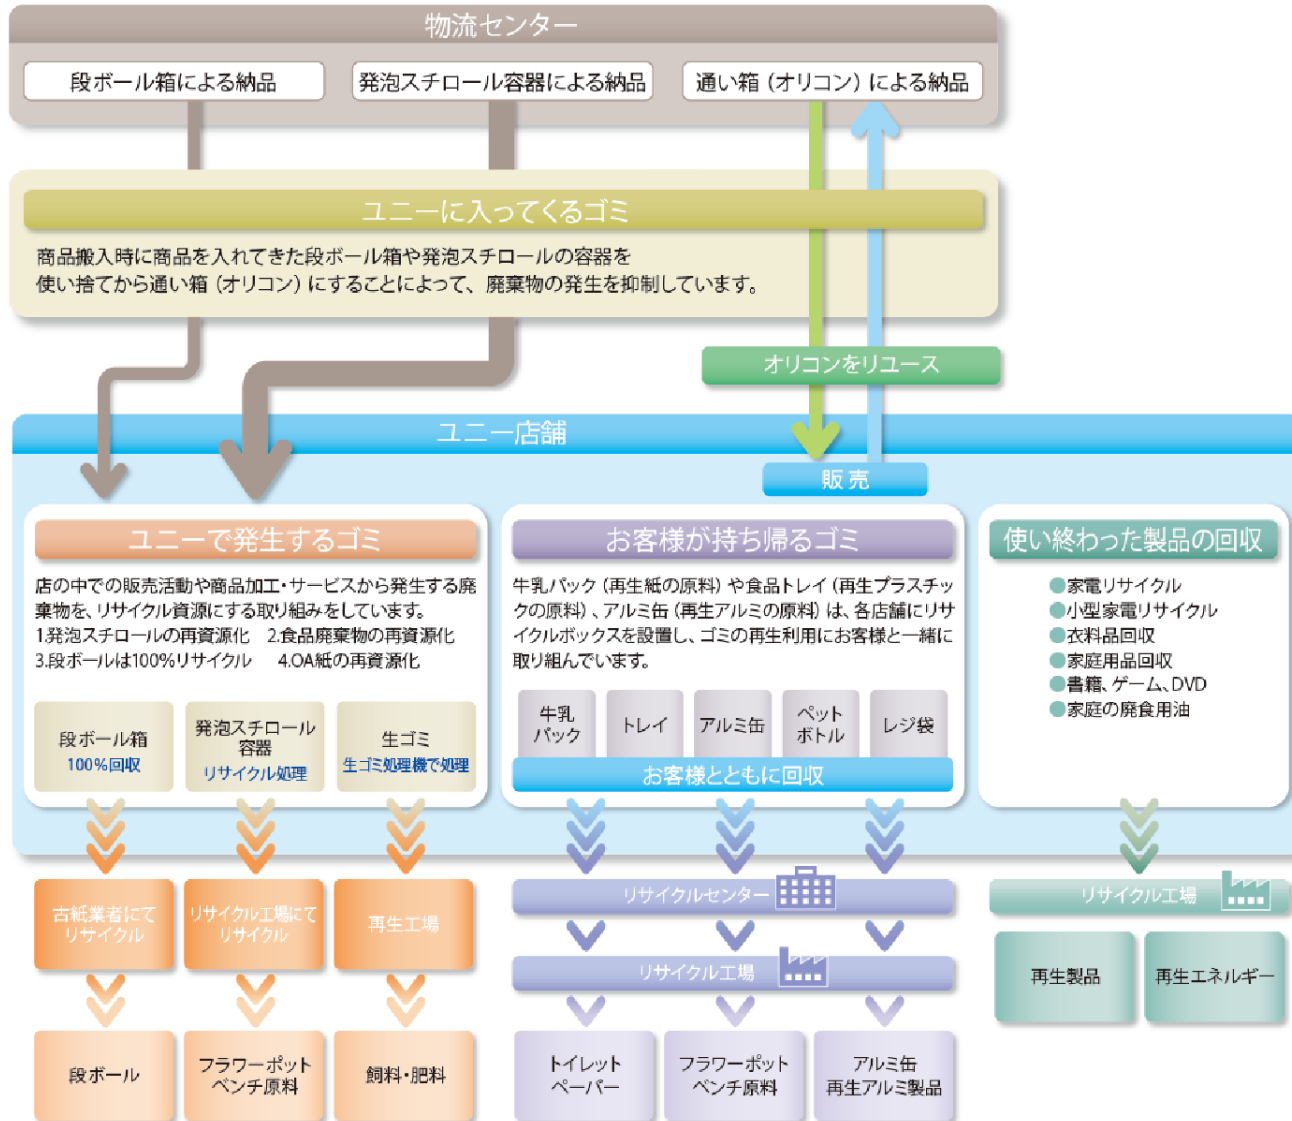 物流センター
段ボール箱による納品
発泡スチロール容器による納品
通い箱（オリコン）による納品
ユニーに入ってくるゴミ
商品搬入時に商品を入れてきた段ボール箱や発泡スチロールの容器を
使い捨てから通い箱（オリコン）にすることによって、廃棄物の発生を抑制しています。
オリコンをリユース
ユニー店舗
販売
ユニーで発生するゴミ
店の中での販売活動や商品加工・サービスから発生する廃
棄物を、リサイクル資源にする取り組みをしています。
1.発泡スチロールの再資源化　2.食品廃棄物の再資源化
3.段ボールは100%リサイクル　4.OA紙の再資源化
段ボール箱
100%回収
発泡スチロール
容器
リサイクル処理
生ゴミ
生ゴミ処理機で処理
お客様が持ち帰るゴミ
牛乳パック（再生紙の原料）や食品トレイ（再生プラスチッ
クの原料）、アルミ缶（再生アルミの原料）は、各店舗にリサ
イクルボックスを設置し、ゴミの再生利用にお客様と一緒に
取り組んでいます。
牛乳
パック
トレイ
アルミ缶
ペット
ボトル
レジ袋
お客様とともに回収
使い終わった製品の回収
●家電リサイクル
●小型家電リサイクル
●衣料品回収
●家庭用品回収
●書籍、ゲーム、DVD
●家庭の廃食用油
古紙業者にて
リサイクル
リサイクル工場にて
リサイクル
再生工場
段ボール
フラワーポット
ベンチ原料
飼料・肥料
リサイクルセンター
リサイクル工場
トイレット
ペーパー
フラワーポット
ベンチ原料
アルミ缶
再生アルミ製品
リサイクル工場
再生製品
再生エネルギー